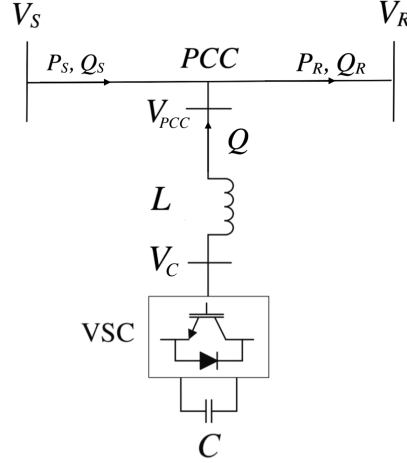 V_S
V_R
P_S, Q_S
PCC
P_R, Q_R
V_PCC
Q
L
V_C
VSC
C